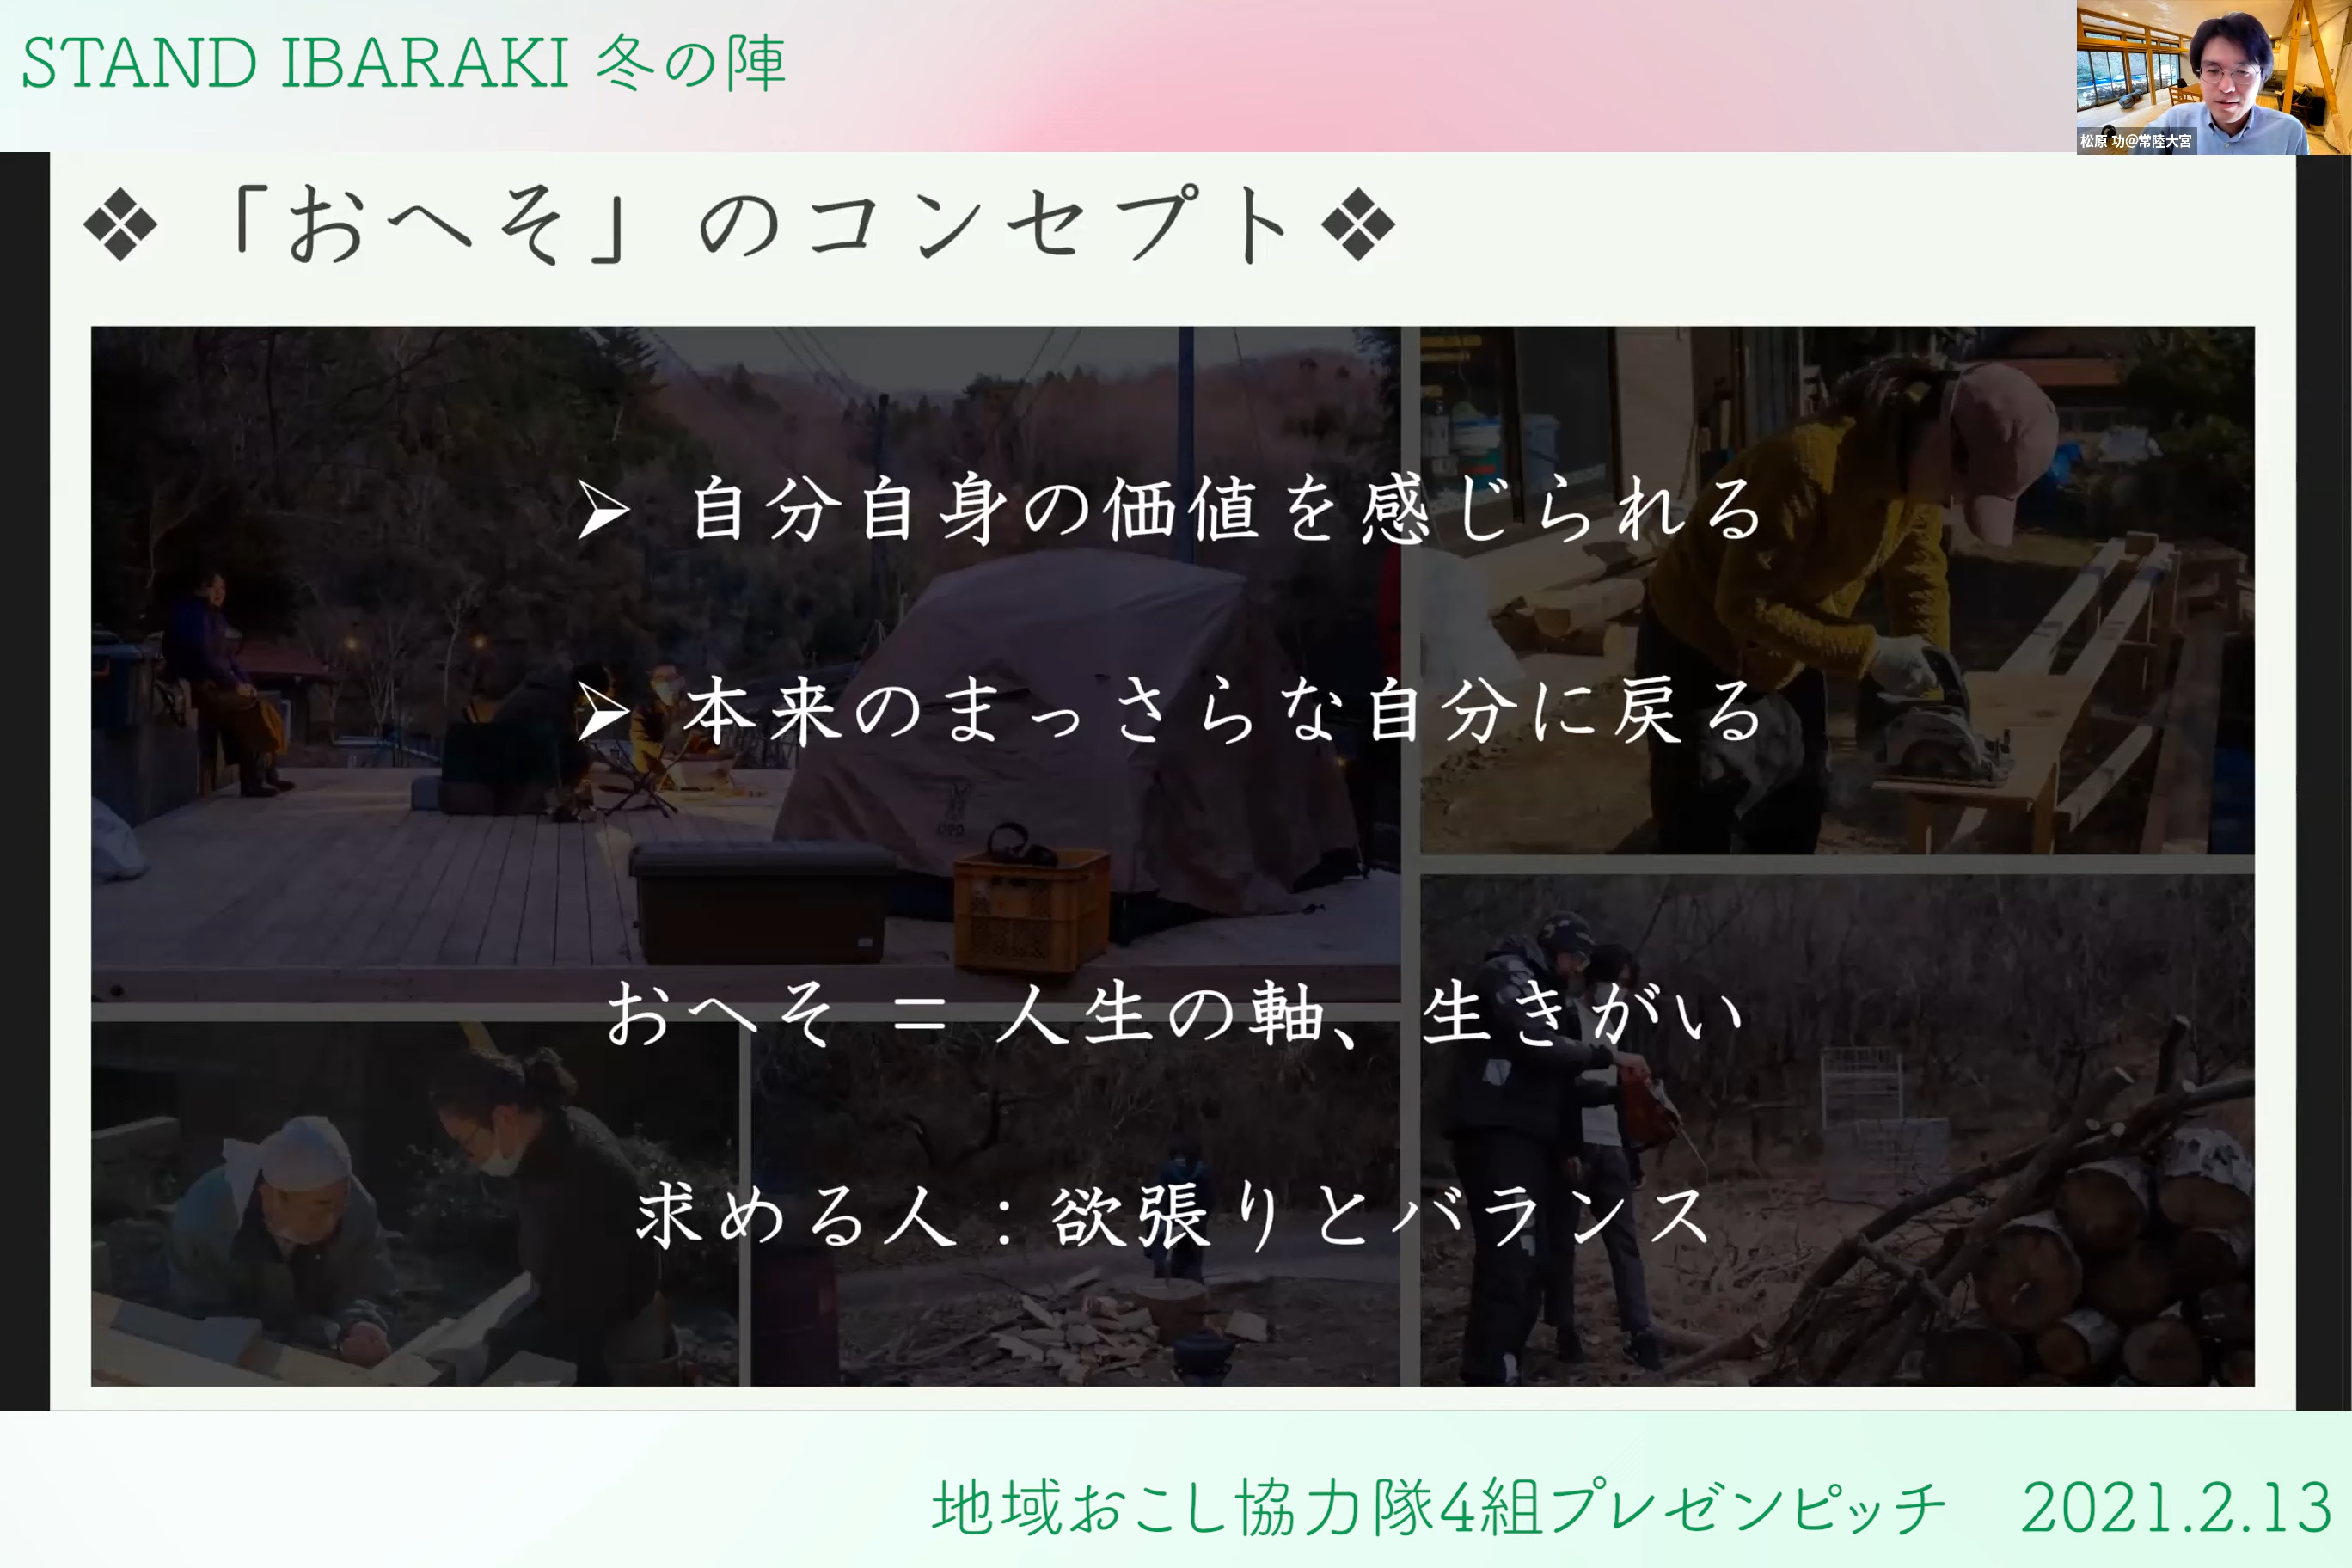 STAND IBARAKI 冬の陣
松原 功@常陸大宮
❖「おへそ」のコンセプト❖
➢ 自分自身の価値を感じられる
➢ 本来のまっさらな自分に戻る
おへそ = 人生の軸、生きがい
求める人：欲張りとバランス
地域おこし協力隊4組プレゼンピッチ　2021.2.13